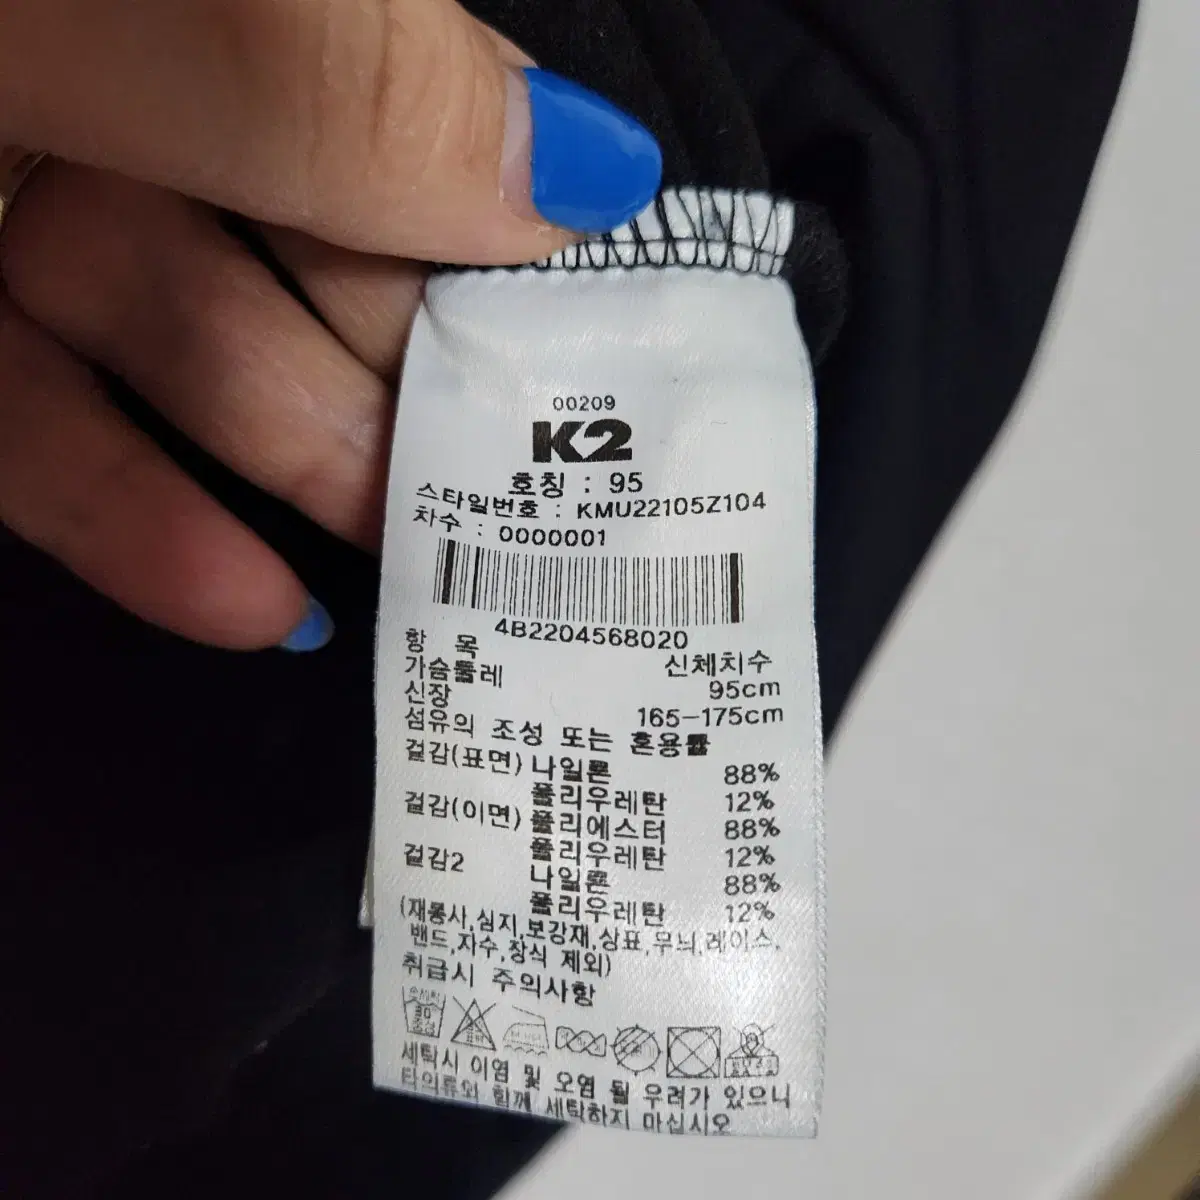 00209
K2
호칭 : 95
스타일번호 : KMU22105Z104
차수 : 0000001
4B2204568020
항 목 신체치수
가슴둘레 95cm
신장 165-175cm
섬유의 조성 또는 혼용률
겉감(표면) 나일론 88%
폴리우레탄 12%
겉감(이면) 폴리에스터 88%
폴리우레탄 12%
겉감2 나일론 88%
폴리우레탄 12%
(재봉사,심지,보강재,상표,무늬,레이스,
밴드,자수,장식 제외)
취급시 주의사항
손세탁
30
중성
세탁시 이염 및 오염 될 우려가 있으니
타의류와 함께 세탁하지 마십시오